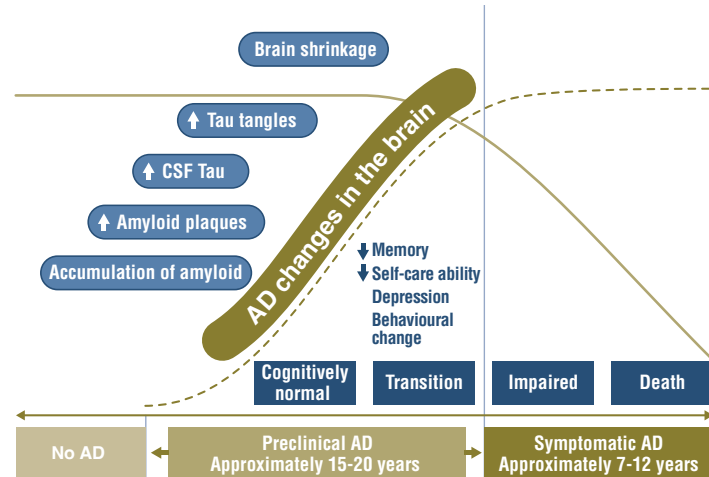 Brain shrinkage
Tau tangles
CSF Tau
Amyloid plaques
Accumulation of amyloid
AD changes in the brain
Memory
Self-care ability
Depression
Behavioural
change
Cognitively
normal
Transition
Impaired
Death
No AD
Preclinical AD
Approximately 15-20 years
Symptomatic AD
Approximately 7-12 years